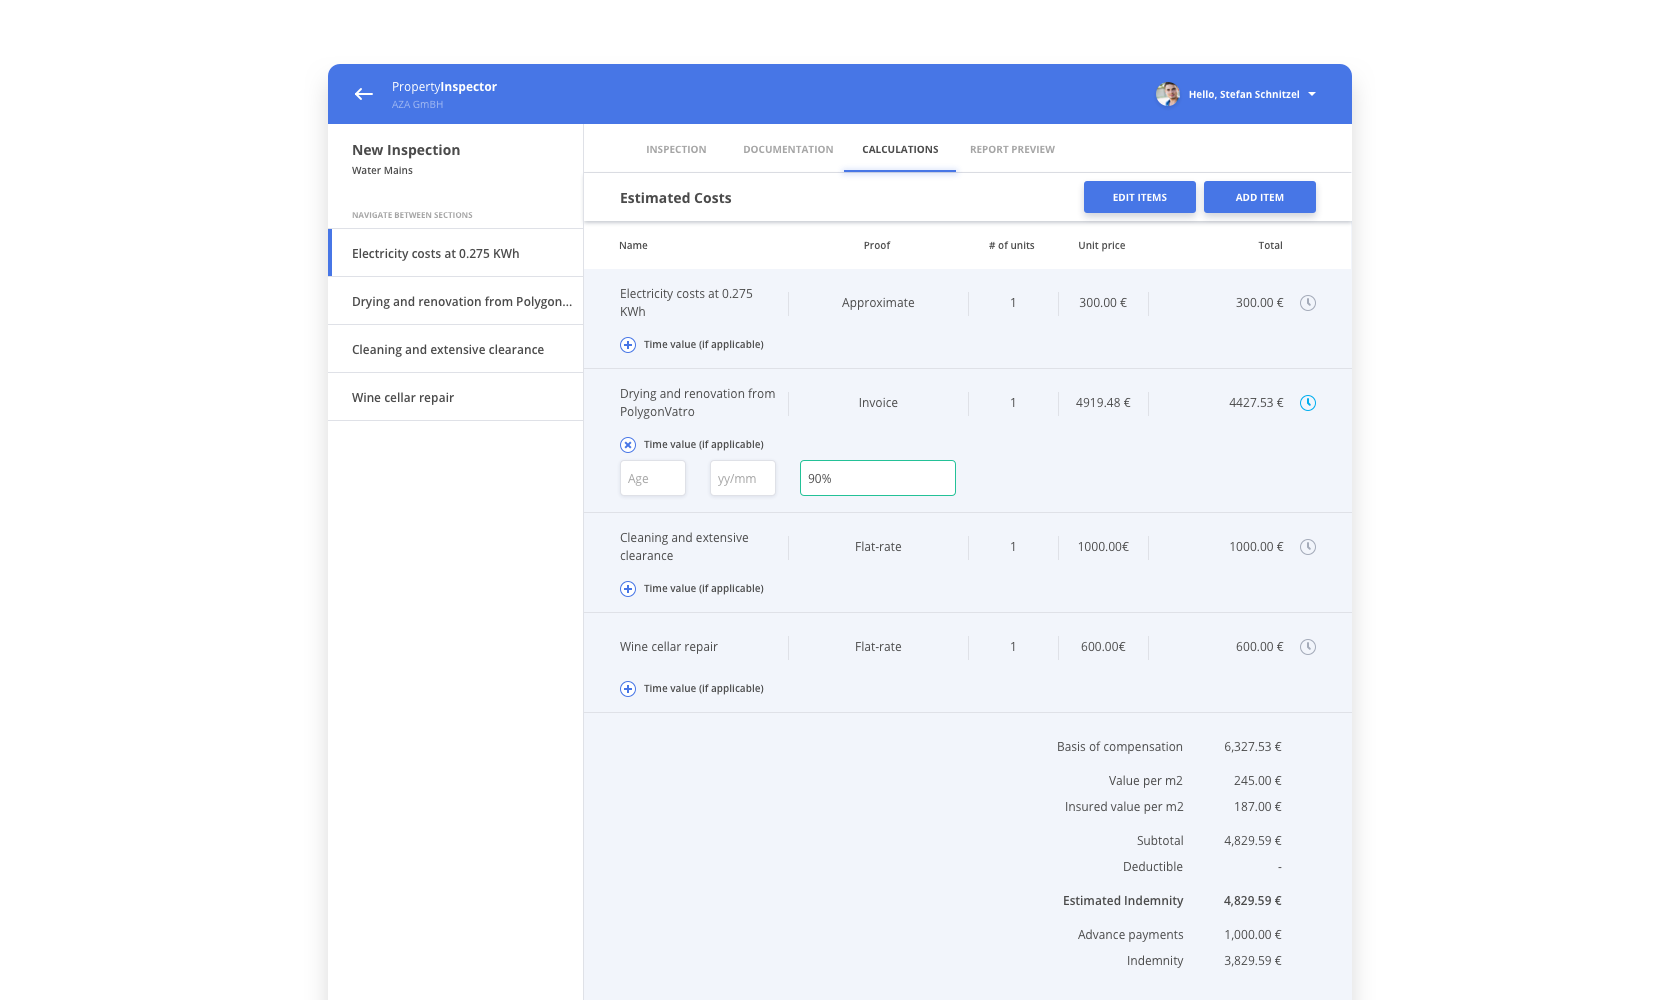 PropertyInspector
AZA GmBH
Hello, Stefan Schnitzel
New Inspection
Water Mains
NAVIGATE BETWEEN SECTIONS
Electricity costs at 0.275 KWh
Drying and renovation from Polygon...
Cleaning and extensive clearance
Wine cellar repair
INSPECTION DOCUMENTATION CALCULATIONS REPORT PREVIEW
Estimated Costs EDIT ITEMS ADD ITEM
Name Proof # of units Unit price Total
Electricity costs at 0.275
KWh
Approximate 1 300.00 € 300.00 €
Time value (if applicable)
Drying and renovation from
PolygonVatro
Invoice 1 4919.48 € 4427.53 €
Time value (if applicable)
Age yy/mm 90%
Cleaning and extensive
clearance
Flat-rate 1 1000.00€ 1000.00 €
Time value (if applicable)
Wine cellar repair Flat-rate 1 600.00€ 600.00 €
Time value (if applicable)
Basis of compensation 6,327.53 €
Value per m2 245.00 €
Insured value per m2 187.00 €
Subtotal 4,829.59 €
Deductible -
Estimated Indemnity 4,829.59 €
Advance payments 1,000.00 €
Indemnity 3,829.59 €